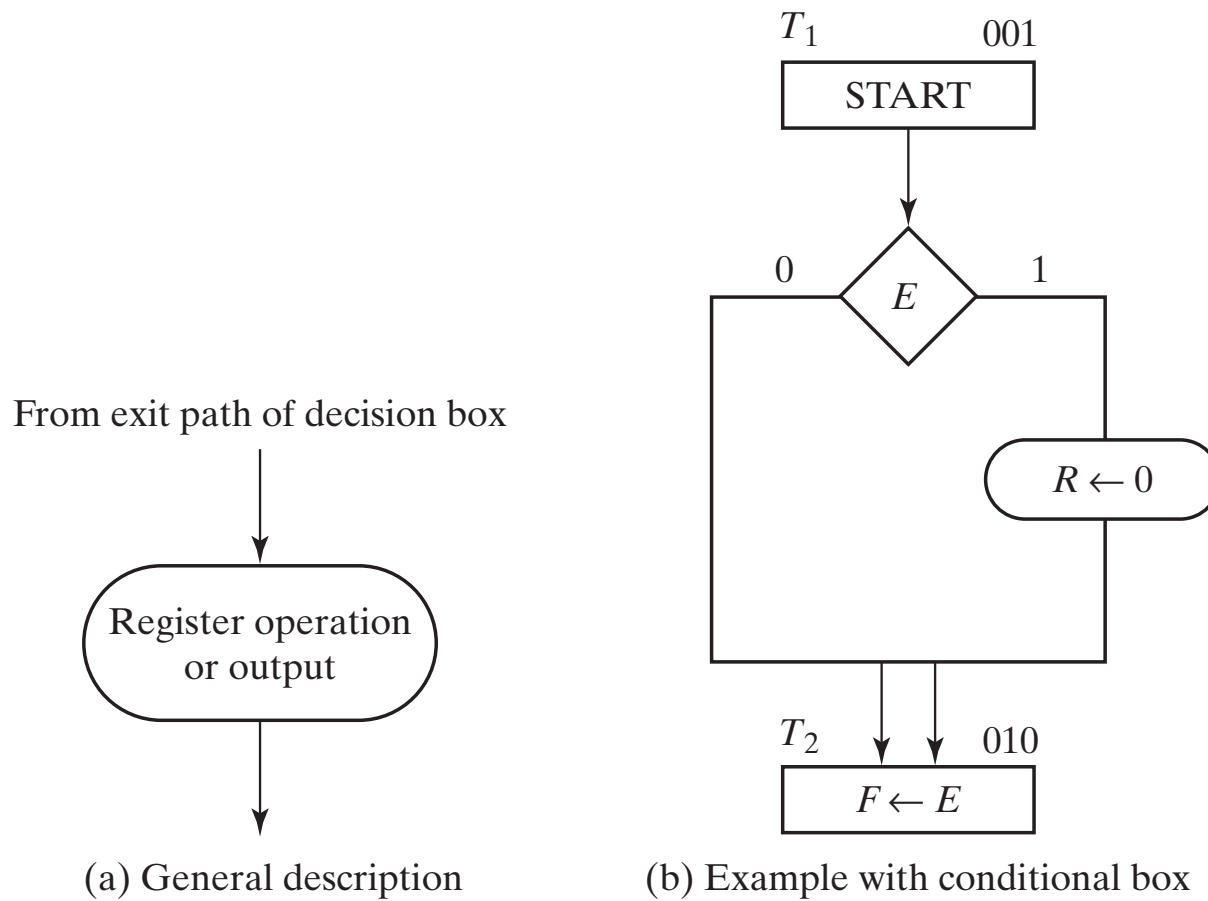 From exit path of decision box
Register operation
or output
(a) General description
T₁ 001
START
0 1
E
R ← 0
T₂ 010
F ← E
(b) Example with conditional box